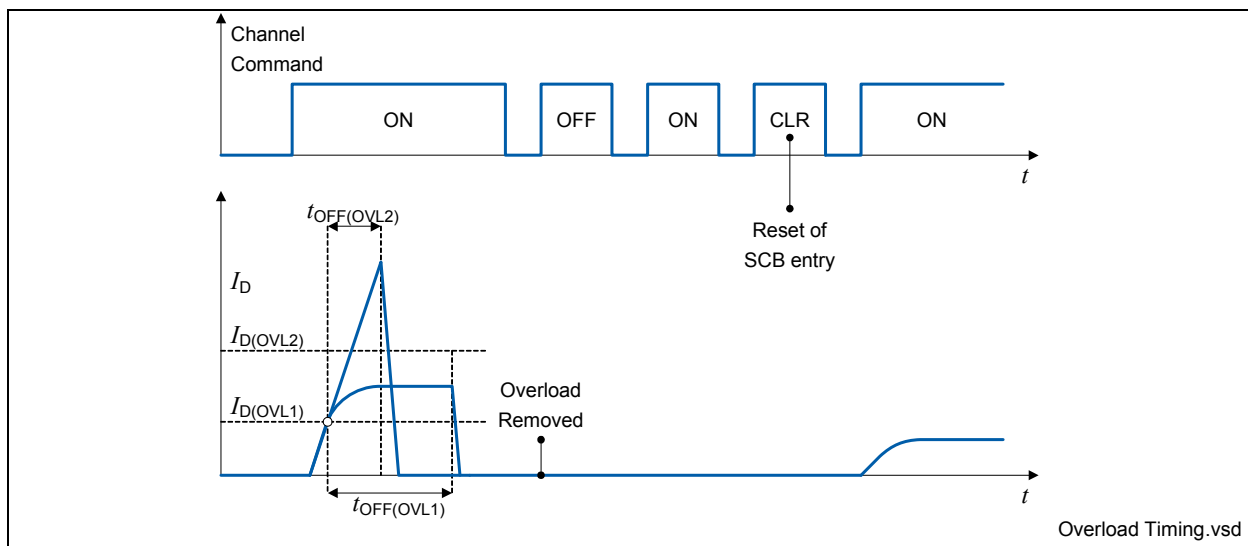 Channel
Command
ON
OFF
ON
CLR
ON
t
Reset of
SCB entry
tOFF(OVL2)
ID
ID(OVL2)
ID(OVL1)
Overload
Removed
tOFF(OVL1)
t
Overload Timing.vsd